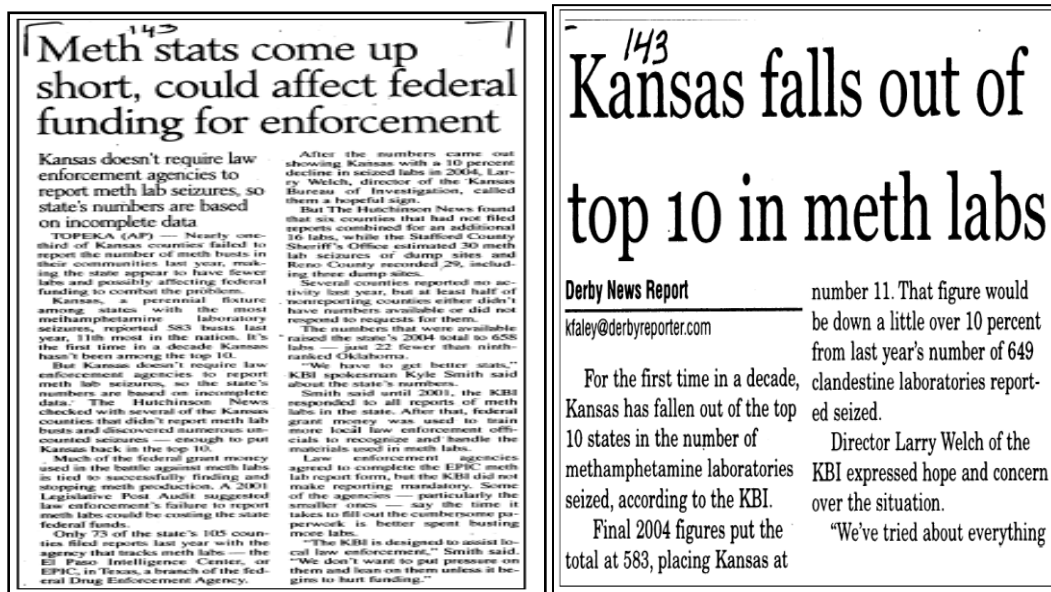 143
Meth stats come up
short, could affect federal
funding for enforcement
Kansas doesn't require law
enforcement agencies to
report meth lab seizures, so
state's numbers are based
on incomplete data
TOPEKA (AP) — Nearly one-
third of Kansas counties failed to
report the number of meth busts in
their communities last year, mak-
ing the state appear to have fewer
labs and possibly affecting federal
funding to combat the problem.
Kansas, a perennial fixture
among states with the most
methamphetamine laboratory
seizures, reported 583 busts last
year, 11th most in the nation. It's
the first time in a decade Kansas
hasn't been among the top 10.
But Kansas doesn't require law
enforcement agencies to report
meth lab seizures, so the state's
numbers are based on incomplete
data. The Hutchinson News
checked with several of the Kansas
counties that didn't report meth lab
busts and discovered numerous un-
counted seizures — enough to put
Kansas back in the top 10.
Much of the federal grant money
used in the battle against meth labs
is tied to successfully finding and
stopping meth production. A 2001
Legislative Post Audit suggested
law enforcement's failure to report
meth labs could be costing the state
federal funds.
Only 73 of the state's 105 coun-
ties filed reports last year with the
agency that tracks meth labs — the
El Paso Intelligence Center, or
EPIC, in Texas, a branch of the fed-
eral Drug Enforcement Agency.
After the numbers came out
showing Kansas with a 10 percent
decline in seized labs in 2004, Lar-
ry Welch, director of the Kansas
Bureau of Investigation, called
them a hopeful sign.
But The Hutchinson News found
that six counties that had not filed
reports combined for an additional
16 labs, while the Stafford County
Sheriff's Office estimated 30 meth
lab seizures or dump sites and
Reno County recorded 29, includ-
ing three dump sites.
Several counties reported no ac-
tivity last year, but at least half of
nonreporting counties either didn't
have numbers available or did not
respond to requests for them.
The numbers that were available
raised the state's 2004 total to 658
labs — just 22 fewer than ninth-
ranked Oklahoma.
"We have to get better stats,"
KBI spokesman Kyle Smith said
about the state's numbers.
Smith said until 2001, the KBI
responded to all reports of meth
labs in the state. After that, federal
grant money was used to train
more local law enforcement offi-
cials to recognize and handle the
materials used in meth labs.
Law enforcement agencies
agreed to complete the EPIC meth
lab report form, but the KBI did not
make reporting mandatory. Some
of the agencies — particularly the
smaller ones — say the time it
takes to fill out the cumbersome pa-
perwork is better spent busting
more labs.
"The KBI is designed to assist lo-
cal law enforcement," Smith said.
"We don't want to put pressure on
them and lean on them unless it be-
gins to hurt funding."
143
Kansas falls out of
top 10 in meth labs
Derby News Report
kfaley@derbyreporter.com
For the first time in a decade,
Kansas has fallen out of the top
10 states in the number of
methamphetamine laboratories
seized, according to the KBI.
Final 2004 figures put the
total at 583, placing Kansas at
number 11. That figure would
be down a little over 10 percent
from last year's number of 649
clandestine laboratories report-
ed seized.
Director Larry Welch of the
KBI expressed hope and concern
over the situation.
"We've tried about everything